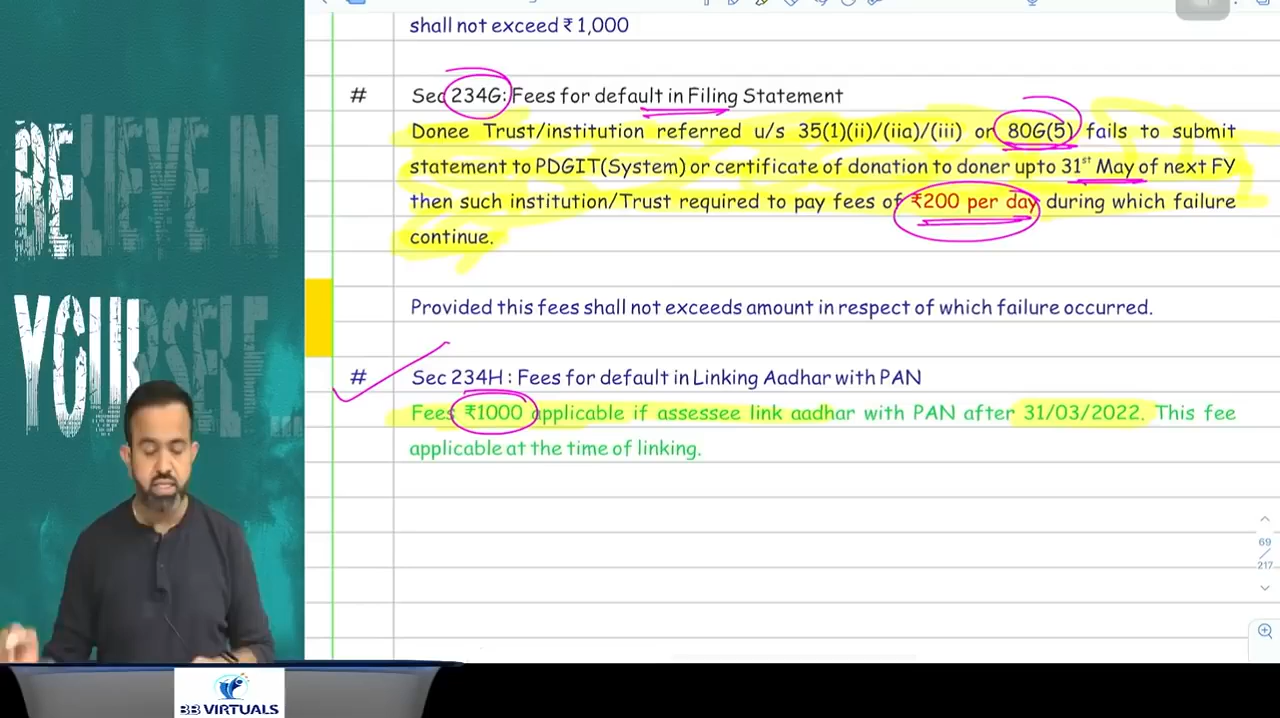 shall not exceed ₹ 1,000
# Sec 234G: Fees for default in Filing Statement
Donee Trust/institution referred u/s 35(1)(ii)/(iia)/(iii) or 80G(5) fails to submit
statement to PDGIT(System) or certificate of donation to doner upto 31st May of next FY
then such institution/Trust required to pay fees of ₹200 per day during which failure
continue.
Provided this fees shall not exceeds amount in respect of which failure occurred.
# Sec 234H : Fees for default in Linking Aadhar with PAN
Fees ₹1000 applicable if assessee link aadhar with PAN after 31/03/2022. This fee
applicable at the time of linking.
BELIEVE IN
YOURSELF...
69
/
217
BB VIRTUALS